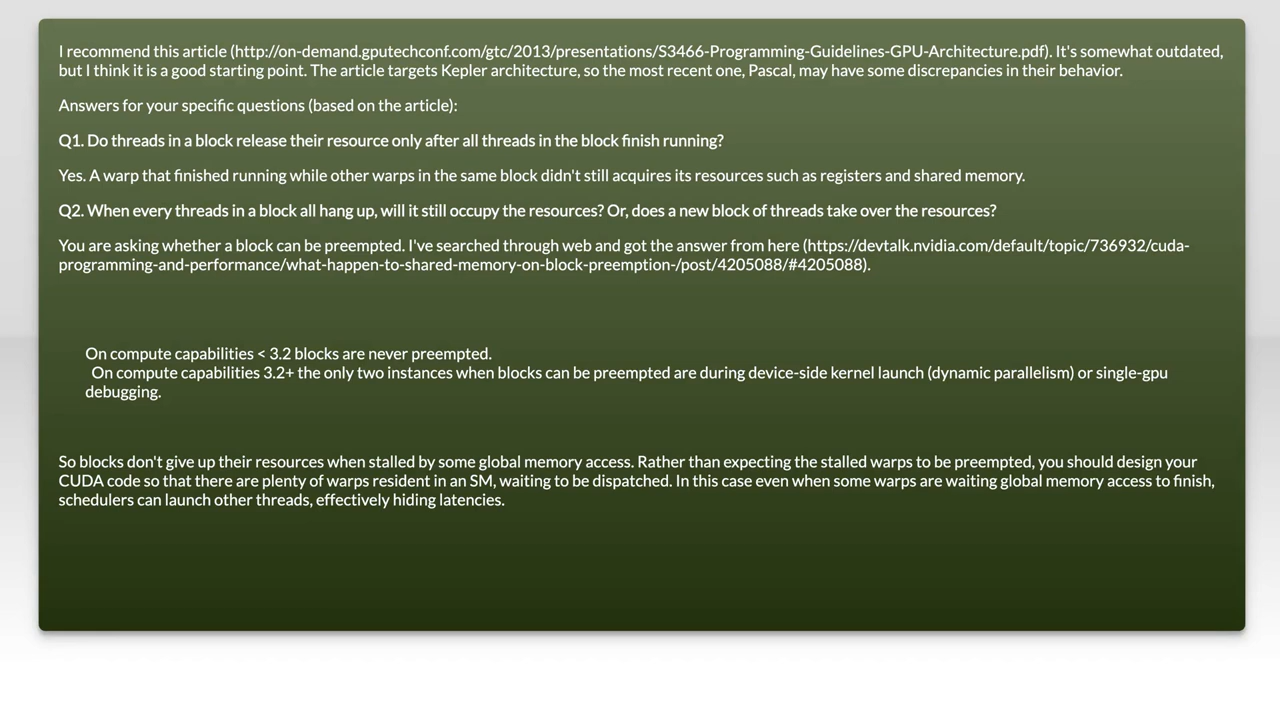 I recommend this article (http://on-demand.gputechconf.com/gtc/2013/presentations/S3466-Programming-Guidelines-GPU-Architecture.pdf). It's somewhat outdated,
but I think it is a good starting point. The article targets Kepler architecture, so the most recent one, Pascal, may have some discrepancies in their behavior.
Answers for your specific questions (based on the article):
Q1. Do threads in a block release their resource only after all threads in the block finish running?
Yes. A warp that finished running while other warps in the same block didn't still acquires its resources such as registers and shared memory.
Q2. When every threads in a block all hang up, will it still occupy the resources? Or, does a new block of threads take over the resources?
You are asking whether a block can be preempted. I've searched through web and got the answer from here (https://devtalk.nvidia.com/default/topic/736932/cuda-
programming-and-performance/what-happen-to-shared-memory-on-block-preemption-/post/4205088/#4205088).
On compute capabilities < 3.2 blocks are never preempted.
On compute capabilities 3.2+ the only two instances when blocks can be preempted are during device-side kernel launch (dynamic parallelism) or single-gpu
debugging.
So blocks don't give up their resources when stalled by some global memory access. Rather than expecting the stalled warps to be preempted, you should design your
CUDA code so that there are plenty of warps resident in an SM, waiting to be dispatched. In this case even when some warps are waiting global memory access to finish,
schedulers can launch other threads, effectively hiding latencies.